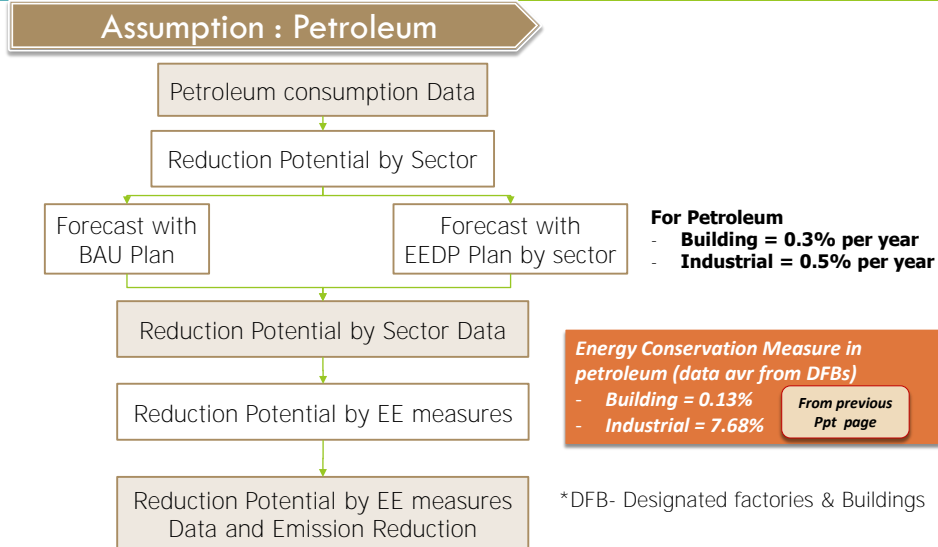 Assumption : Petroleum
Petroleum consumption Data
Reduction Potential by Sector
Forecast with
BAU Plan
Forecast with
EEDP Plan by sector
For Petroleum
- Building = 0.3% per year
- Industrial = 0.5% per year
Reduction Potential by Sector Data
Energy Conservation Measure in
petroleum (data avr from DFBs)
- Building = 0.13%
- Industrial = 7.68%
From previous
Ppt page
Reduction Potential by EE measures
Reduction Potential by EE measures
Data and Emission Reduction
*DFB- Designated factories & Buildings